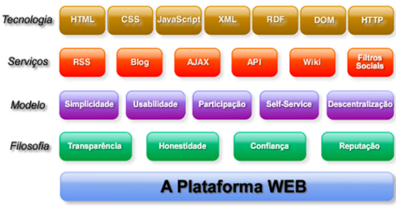 Tecnologia HTML CSS JavaScript XML RDF DOM HTTP
Serviços RSS Blog AJAX API Wiki Filtros
Sociais
Modelo Simplicidade Usabilidade Participação Self-Service Descentralização
Filosofia Transparência Honestidade Confiança Reputação
A Plataforma WEB